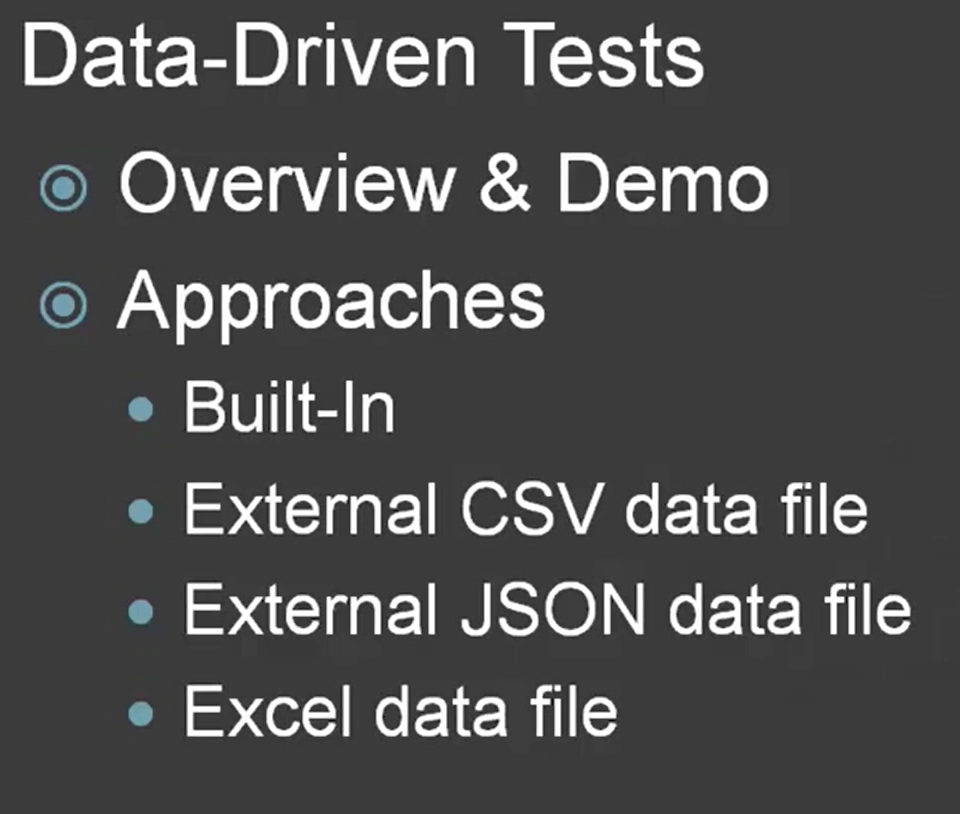 Data-Driven Tests
Overview & Demo
Approaches
Built-In
External CSV data file
External JSON data file
Excel data file